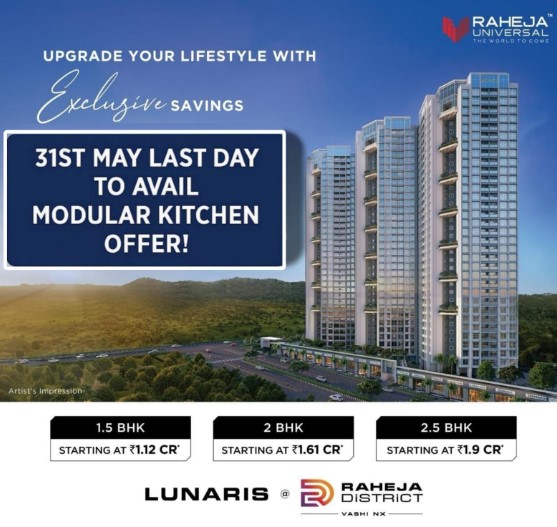 RAHEJA™
UNIVERSAL
THE WORLD TO COME
UPGRADE YOUR LIFESTYLE WITH
Exclusive SAVINGS
31ST MAY LAST DAY
TO AVAIL
MODULAR KITCHEN
OFFER!
Artist's Impression
1.5 BHK
STARTING AT ₹1.12 CR*
2 BHK
STARTING AT ₹1.61 CR*
2.5 BHK
STARTING AT ₹1.9 CR*
LUNARIS @ RAHEJA
DISTRICT
VASHI NX